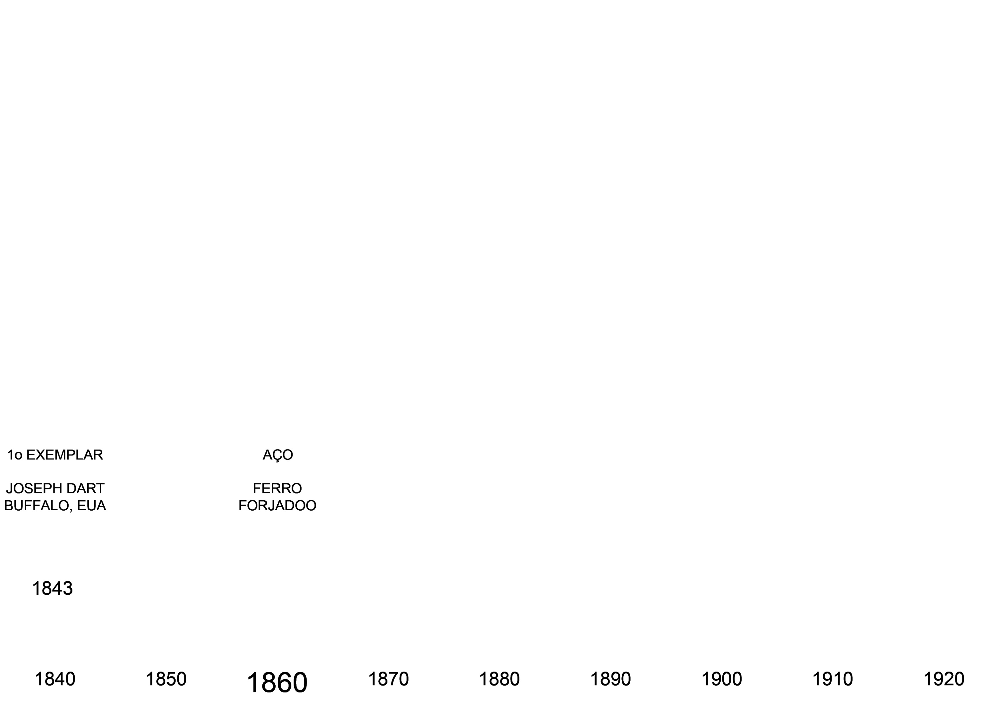 1o EXEMPLAR
JOSEPH DART
BUFFALO, EUA
1843
AÇO
FERRO
FORJADOO
1840 1850 1860 1870 1880 1890 1900 1910 1920